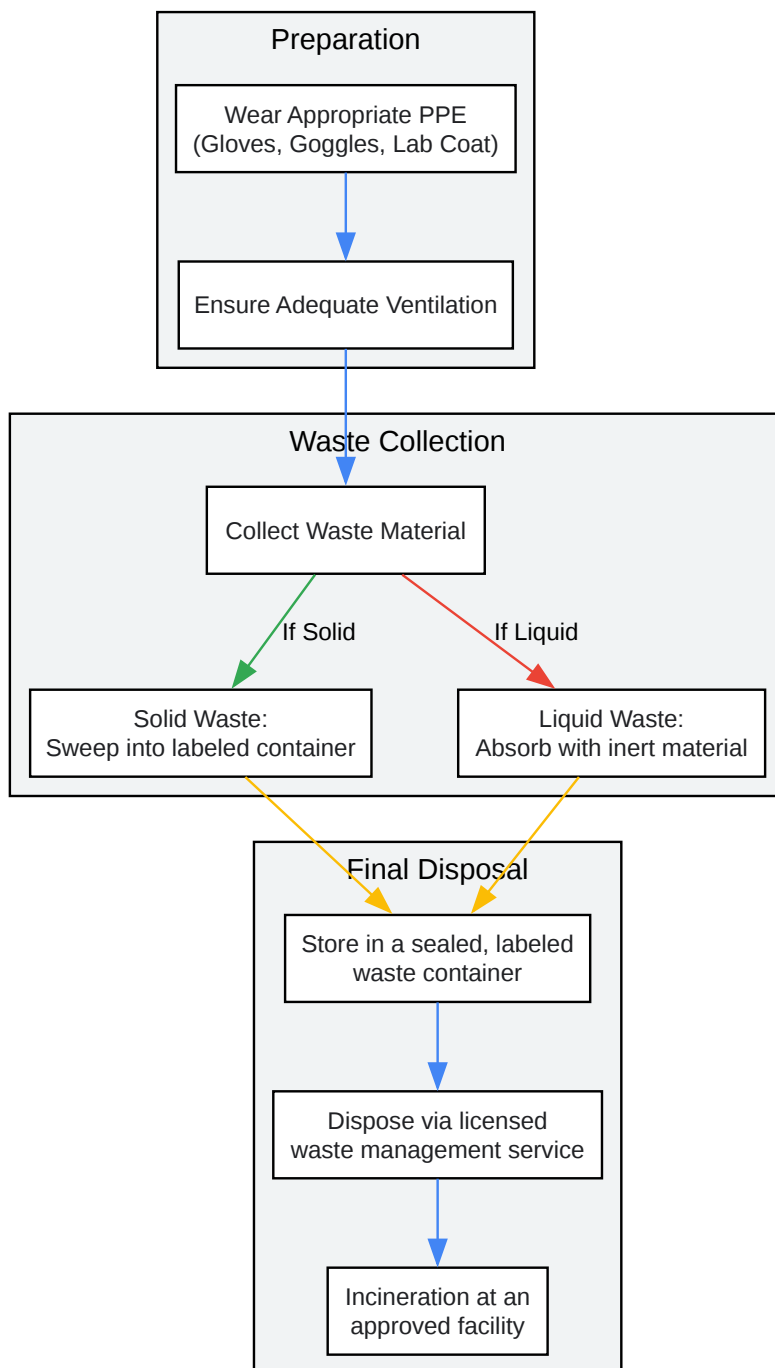 Preparation
Wear Appropriate PPE
(Gloves, Goggles, Lab Coat)
Ensure Adequate Ventilation
Waste Collection
Collect Waste Material
If Solid
If Liquid
Solid Waste:
Sweep into labeled container
Liquid Waste:
Absorb with inert material
Final Disposal
Store in a sealed, labeled
waste container
Dispose via licensed
waste management service
Incineration at an
approved facility